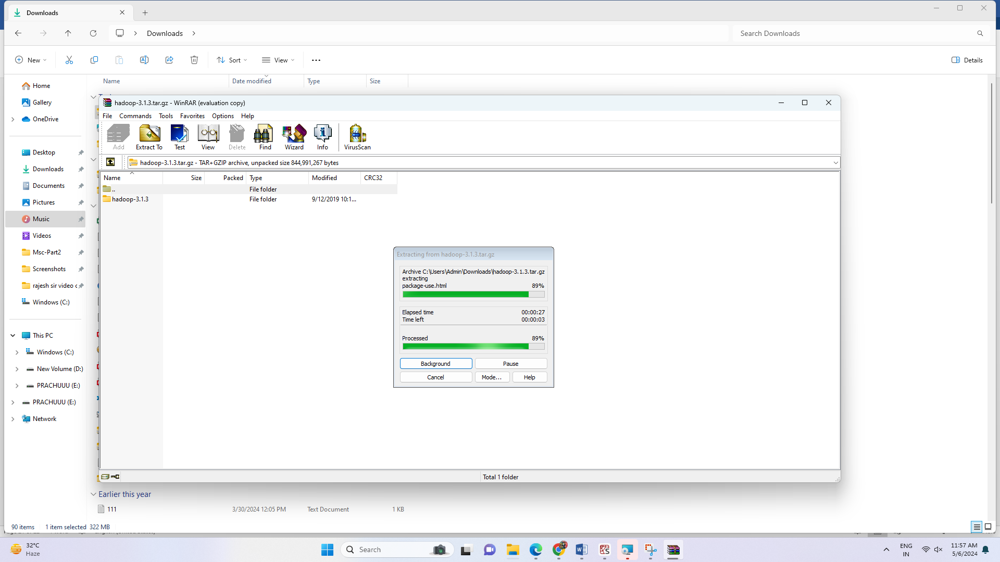 Downloads
Downloads
Search Downloads
New
Sort
View
Details
Name
Date modified
Type
Size
Home
Gallery
OneDrive
Desktop
Downloads
Documents
Pictures
Music
Videos
Msc-Part2
Screenshots
rajesh sir video c
Windows (C:)
This PC
Windows (C:)
New Volume (D:)
PRACHUUU (E:)
PRACHUUU (E:)
Network
hadoop-3.1.3.tar.gz - WinRAR (evaluation copy)
File Commands Tools Favorites Options Help
Add
Extract To
Test
View
Delete
Find
Wizard
Info
VirusScan
hadoop-3.1.3.tar.gz - TAR+GZIP archive, unpacked size 844,991,267 bytes
Name Size Packed Type Modified CRC32
.. File folder
hadoop-3.1.3 File folder 9/12/2019 10:1...
Extracting from hadoop-3.1.3.tar.gz
Archive C:\Users\Admin\Downloads\hadoop-3.1.3.tar.gz
extracting
package-use.html 89%
Elapsed time 00:00:27
Time left 00:00:03
Processed 89%
Background Pause
Cancel Mode... Help
Total 1 folder
Earlier this year
111 3/30/2024 12:05 PM Text Document 1 KB
90 items 1 item selected 322 MB
32°C
Haze
Search
ENG
IN
11:57 AM
5/6/2024